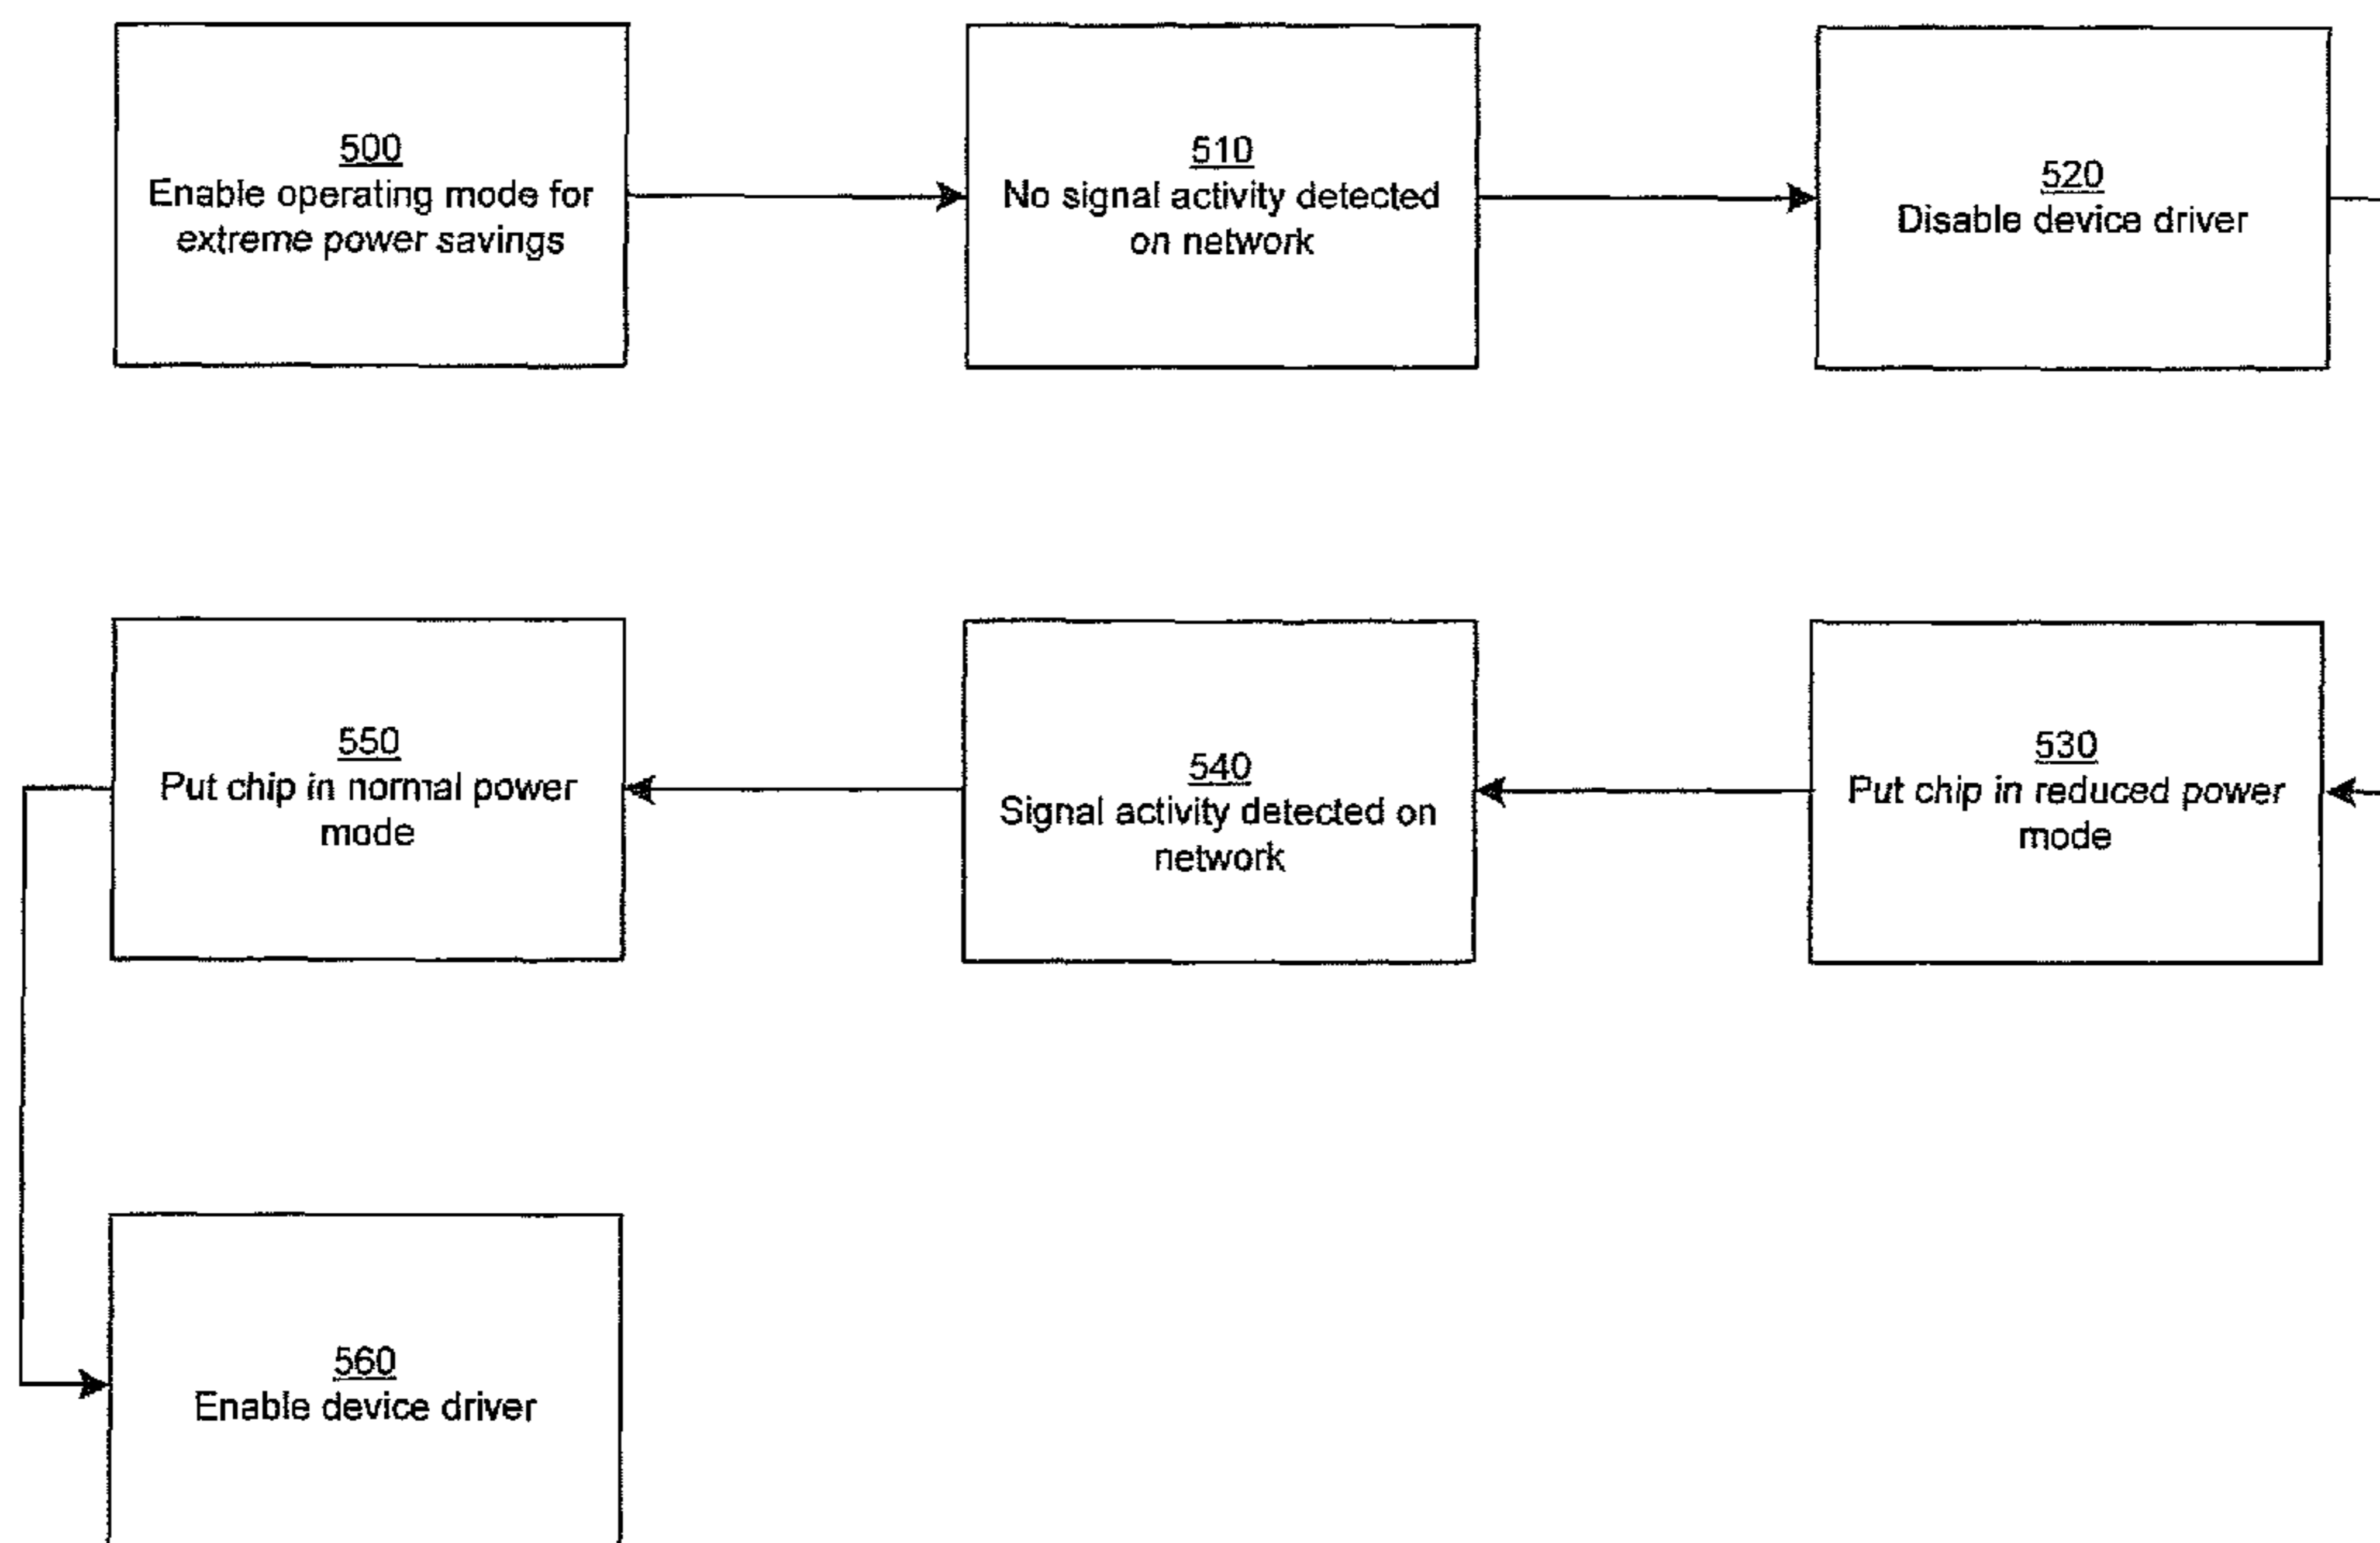 500
Enable operating mode for
extreme power savings
510
No signal activity detected
on network
520
Disable device driver
530
Put chip in reduced power
mode
540
Signal activity detected on
network
550
Put chip in normal power
mode
560
Enable device driver